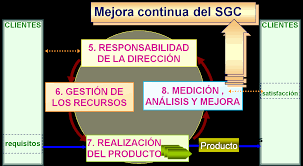 Mejora continua del SGC
CLIENTES
CLIENTES
5. RESPONSABILIDAD
DE LA DIRECCIÓN
6. GESTIÓN DE
LOS RECURSOS
8. MEDICIÓN ,
ANÁLISIS Y MEJORA
satisfacción
requisitos
7. REALIZACIÓN
DEL PRODUCTO
Producto